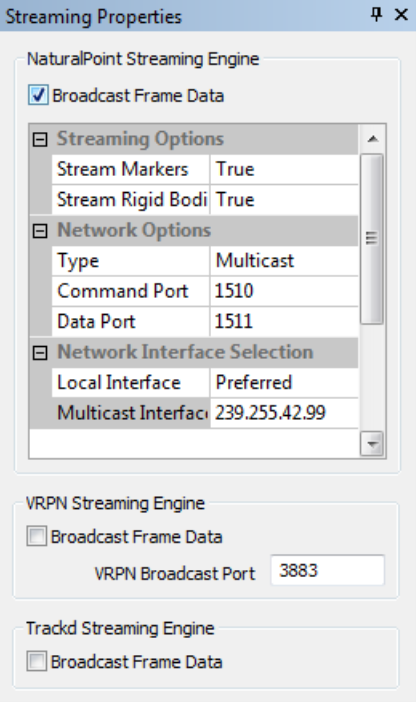 Streaming Properties
NaturalPoint Streaming Engine
Broadcast Frame Data
Streaming Options
Stream Markers True
Stream Rigid Bodi True
Network Options
Type Multicast
Command Port 1510
Data Port 1511
Network Interface Selection
Local Interface Preferred
Multicast Interfac 239.255.42.99
VRPN Streaming Engine
Broadcast Frame Data
VRPN Broadcast Port 3883
Trackd Streaming Engine
Broadcast Frame Data